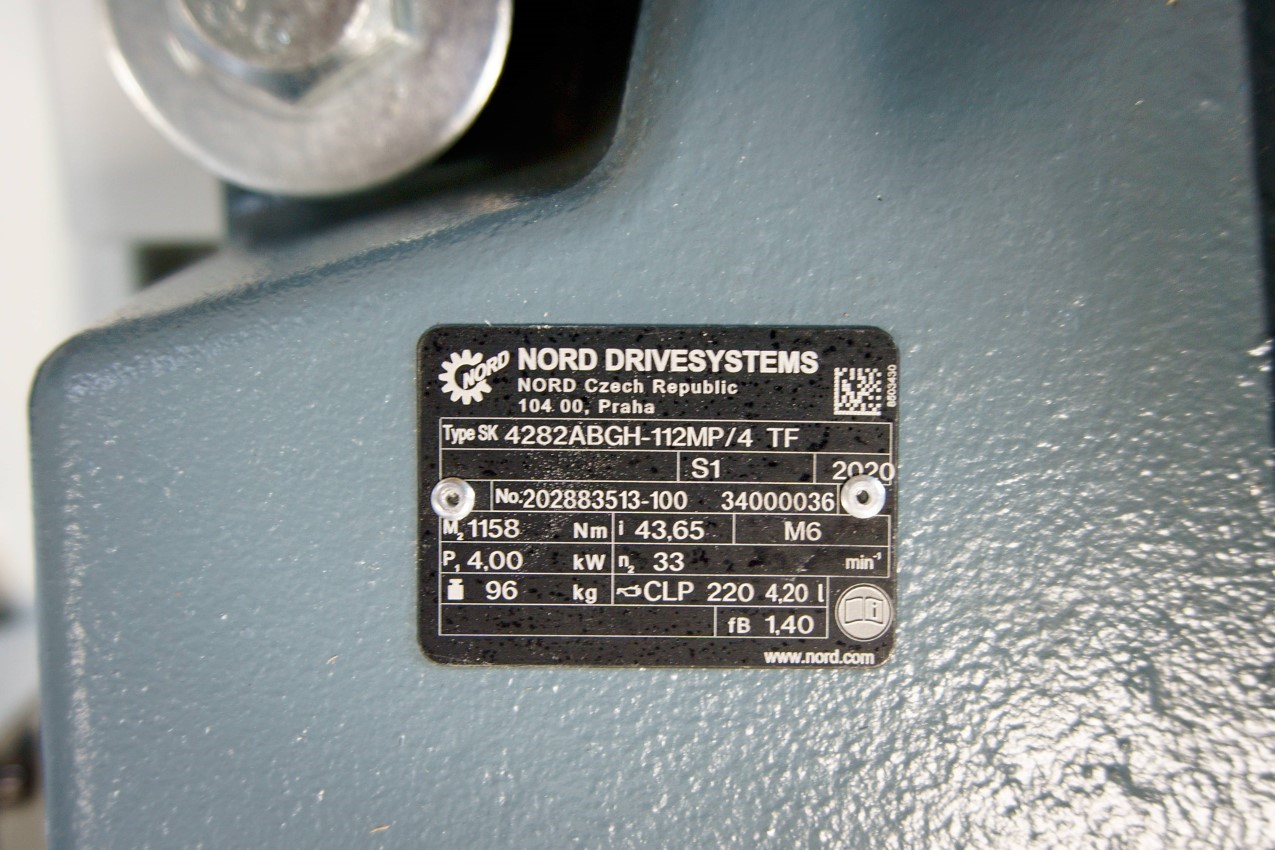 NORD
NORD DRIVESYSTEMS
NORD Czech Republic
104 00, Praha
8503430
Type SK 4282ABGH-112MP/4 TF
S1 2020
No. 202883513-100 34000036
M2 1158 Nm i 43,65 M6
P1 4,00 kW n2 33 min-1
96 kg CLP 220 4,20 l
i
fB 1,40
www.nord.com